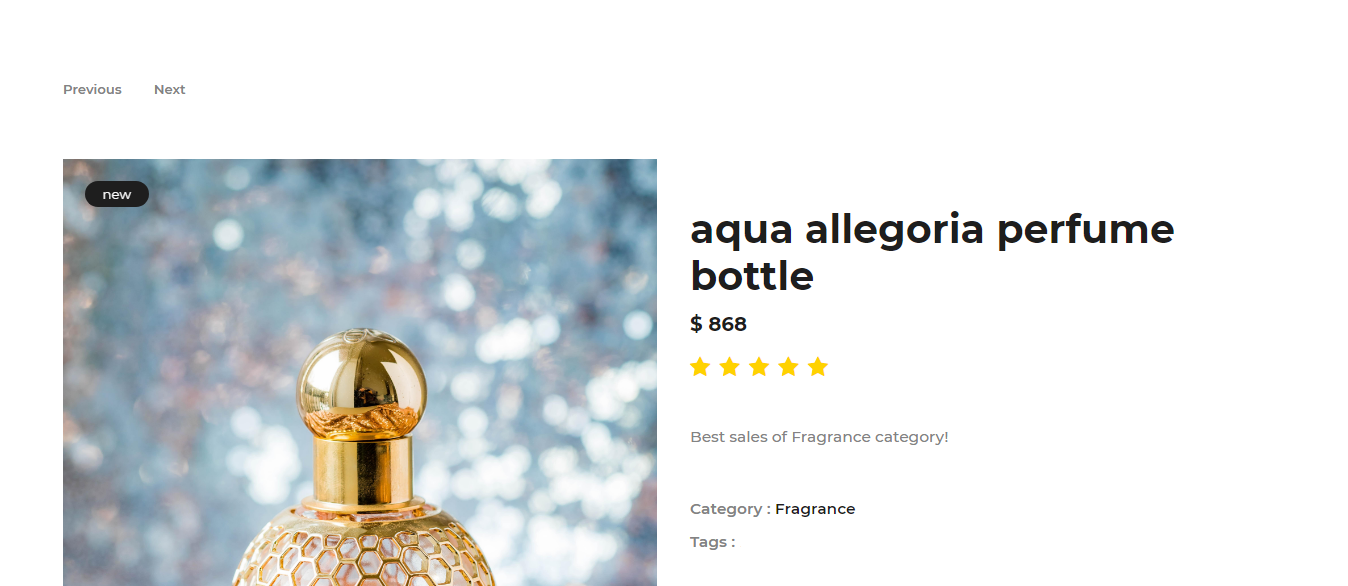 Previous Next
new
aqua allegoria perfume
bottle
$ 868
Best sales of Fragrance category!
Category : Fragrance
Tags :